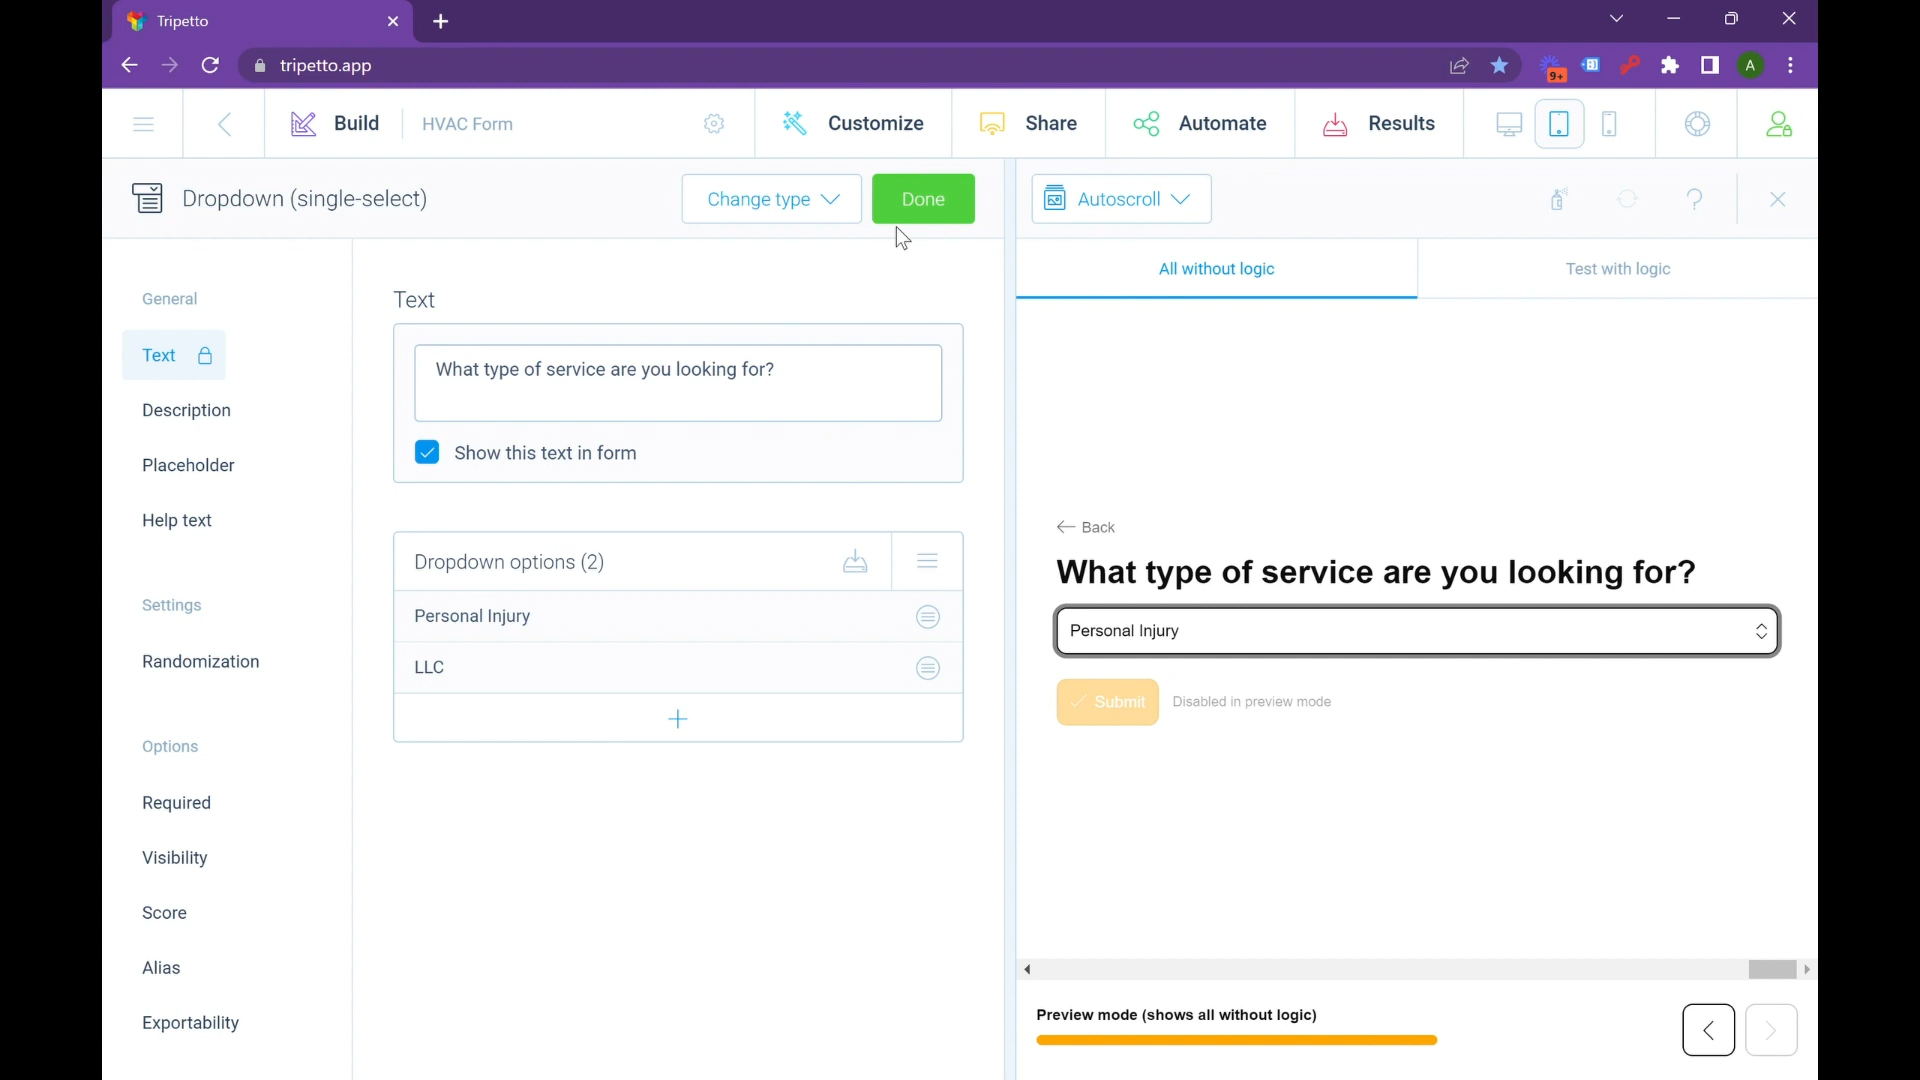 Tripetto
tripetto.app
9+
A
Build
HVAC Form
Customize
Share
Automate
Results
Dropdown (single-select)
Change type
Done
Autoscroll
?
All without logic
Test with logic
General
Text
Description
Placeholder
Help text
Settings
Randomization
Options
Required
Visibility
Score
Alias
Exportability
Text
What type of service are you looking for?
Show this text in form
Dropdown options (2)
Personal Injury
LLC
Back
What type of service are you looking for?
Personal Injury
Submit
Disabled in preview mode
Preview mode (shows all without logic)